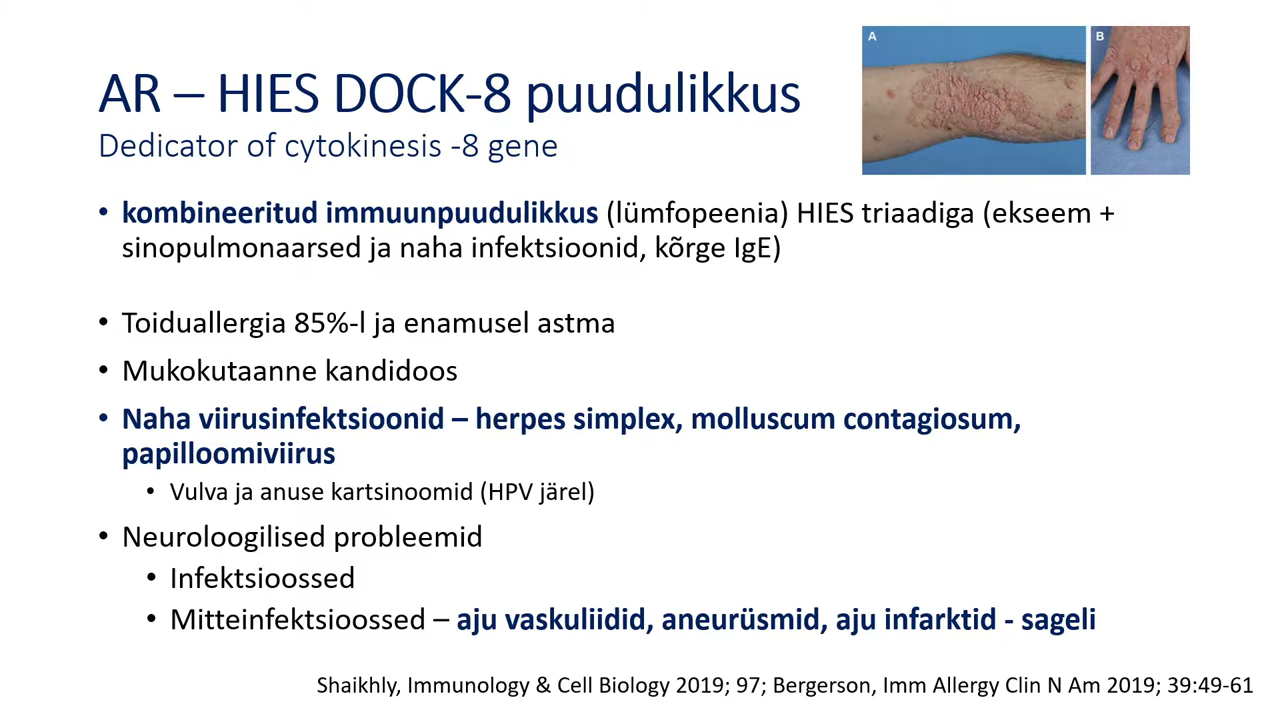 AR – HIES DOCK-8 puudulikkus
Dedicator of cytokinesis -8 gene
A
B
• kombineeritud immuunpuudulikkus (lümfopeenia) HIES triaadiga (ekseem +
sinopulmonaarsed ja naha infektsioonid, kõrge IgE)
• Toiduallergia 85%-l ja enamusel astma
• Mukokutaanne kandidoos
• Naha viirusinfektsioonid – herpes simplex, molluscum contagiosum,
papilloomiviirus
• Vulva ja anuse kartsinoomid (HPV järel)
• Neuroloogilised probleemid
• Infektsioossed
• Mitteinfektsioossed – aju vaskuliidid, aneurüsmid, aju infarktid - sageli
Shaikhly, Immunology & Cell Biology 2019; 97; Bergerson, Imm Allergy Clin N Am 2019; 39:49-61